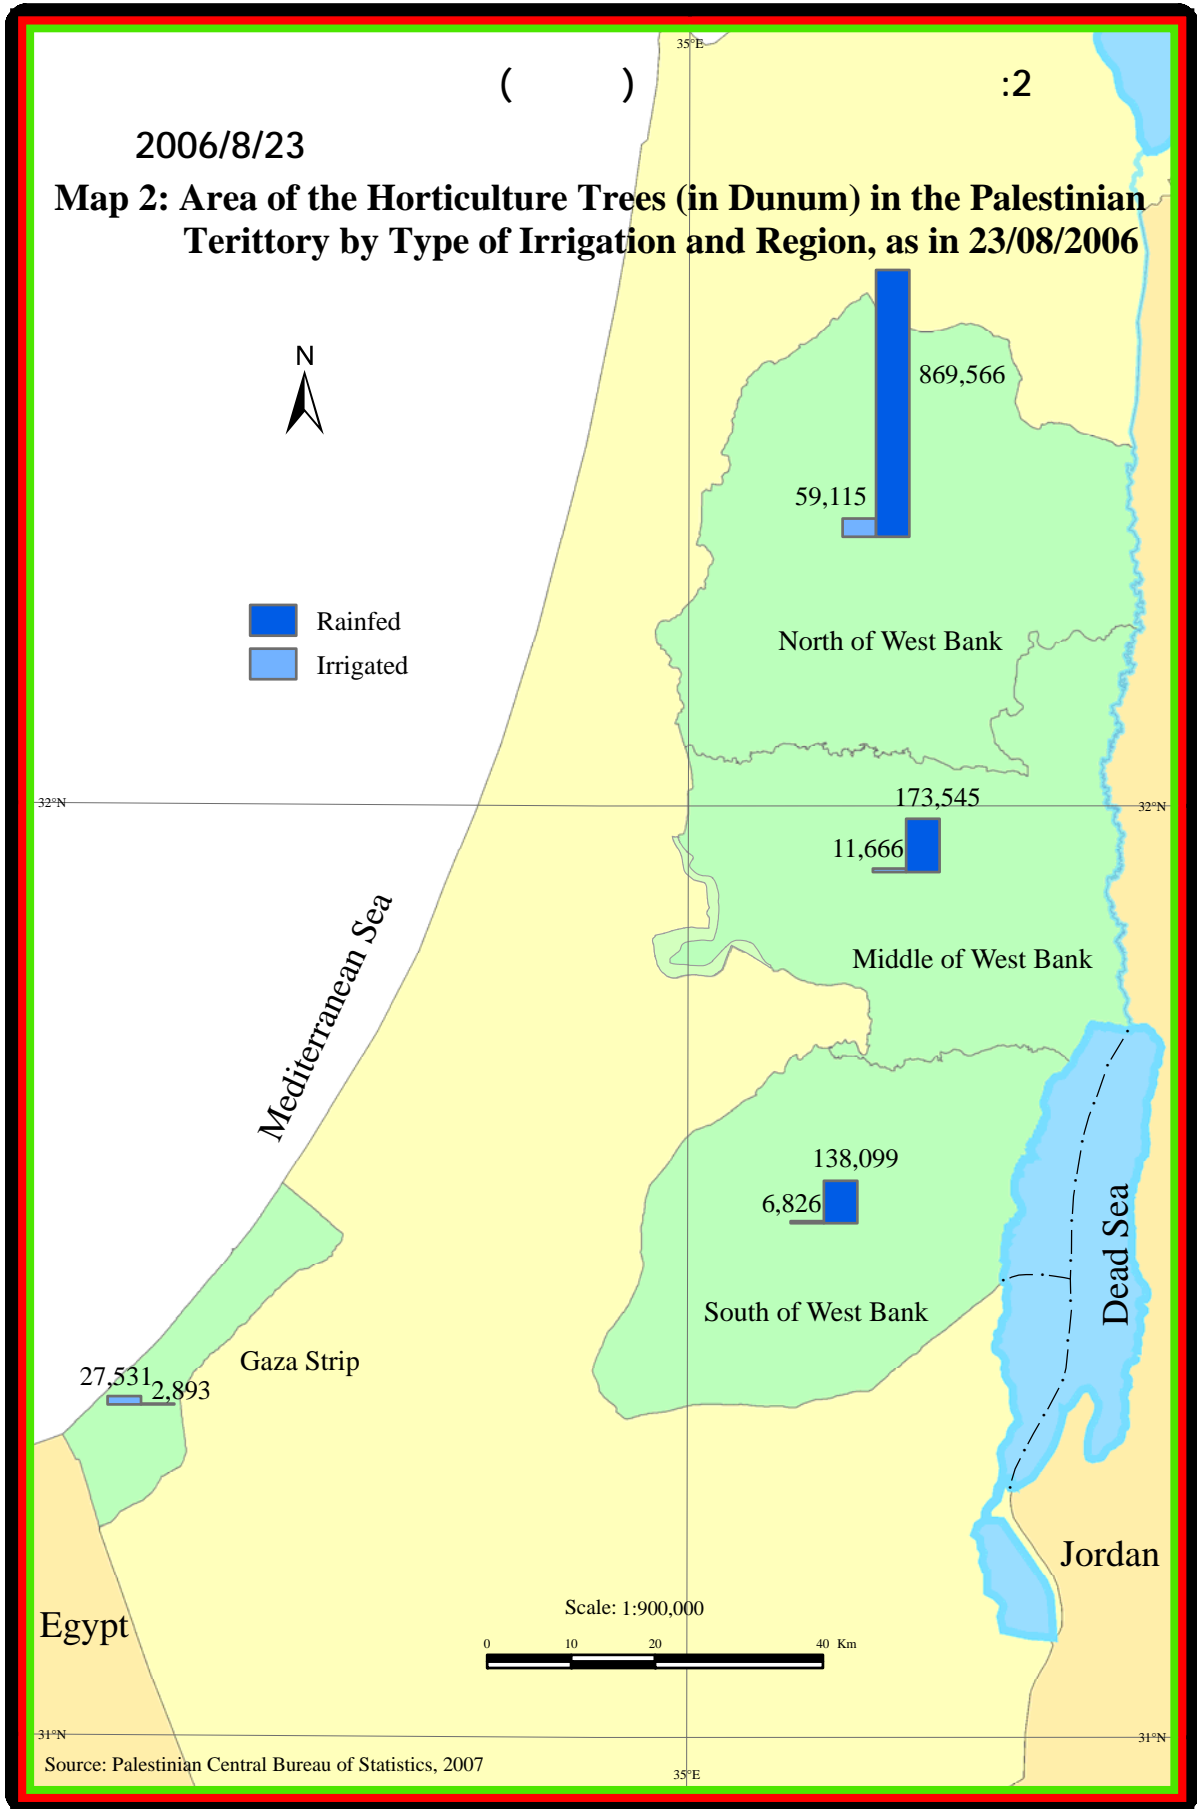 35°E
( ) :2
2006/8/23
Map 2: Area of the Horticulture Trees (in Dunum) in the Palestinian
Terittory by Type of Irrigation and Region, as in 23/08/2006
N
869,566
59,115
Rainfed
Irrigated
North of West Bank
32°N
32°N
173,545
11,666
Mediterranean Sea
Middle of West Bank
138,099
6,826
Dead Sea
South of West Bank
Gaza Strip
27,531
2,893
Jordan
Egypt
Scale: 1:900,000
0 10 20 40 Km
31°N
31°N
Source: Palestinian Central Bureau of Statistics, 2007
35°E